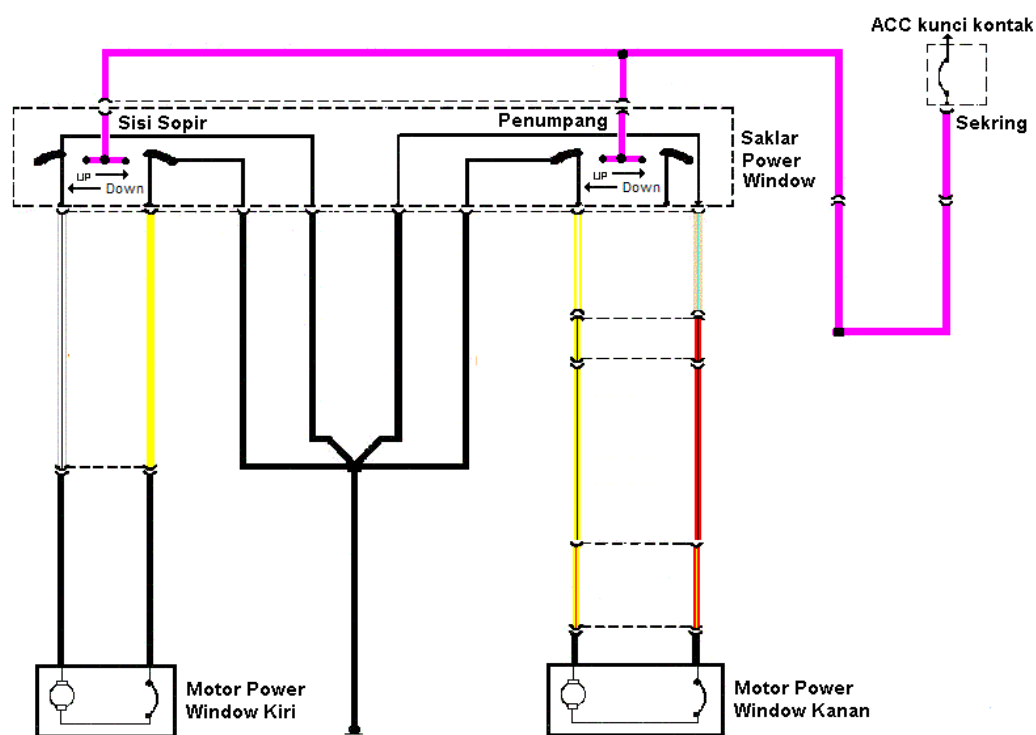 ACC kunci kontak
Sisi Sopir
Penumpang
Sekring
Saklar
Power
Window
UP
Down
UP
Down
Motor Power
Window Kiri
Motor Power
Window Kanan